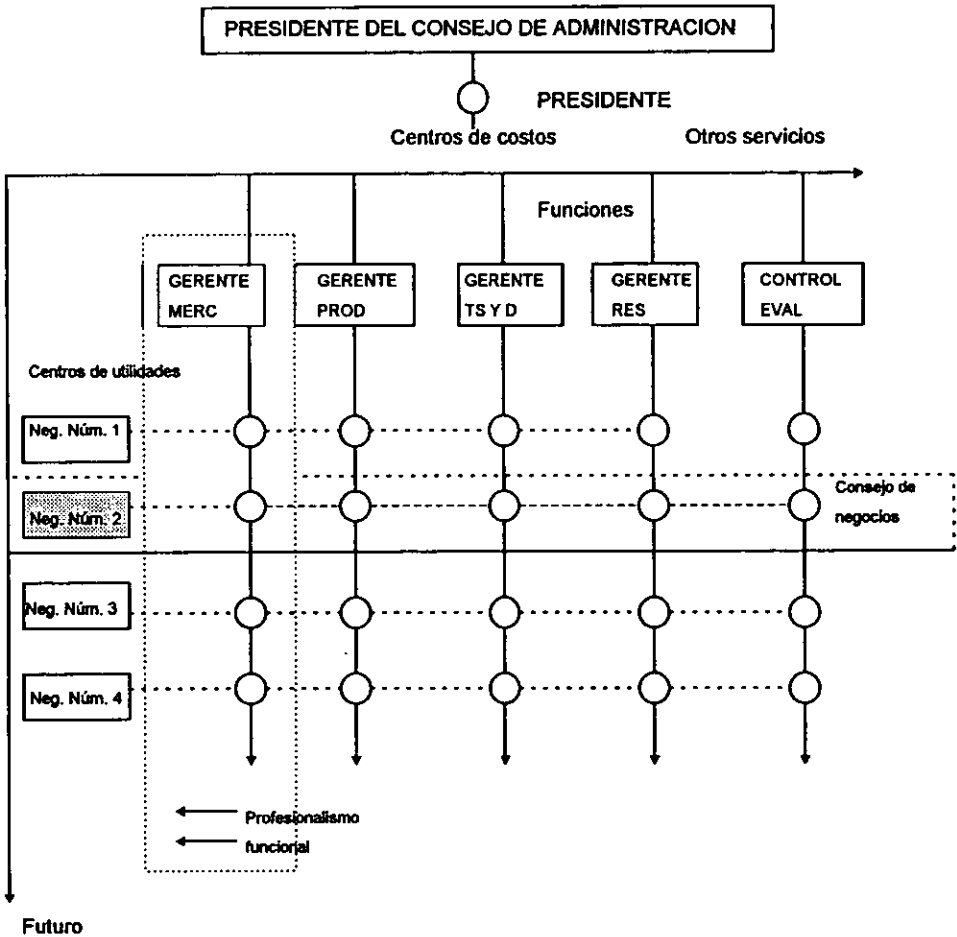 PRESIDENTE DEL CONSEJO DE ADMINISTRACION
PRESIDENTE
Centros de costos
Otros servicios
Funciones
GERENTE
MERC
GERENTE
PROD
GERENTE
TS Y D
GERENTE
RES
CONTROL
EVAL
Centros de utilidades
Neg. Núm. 1
Neg. Núm. 2
Consejo de
negocios
Neg. Núm. 3
Neg. Núm. 4
Profesionalismo
funcional
Futuro